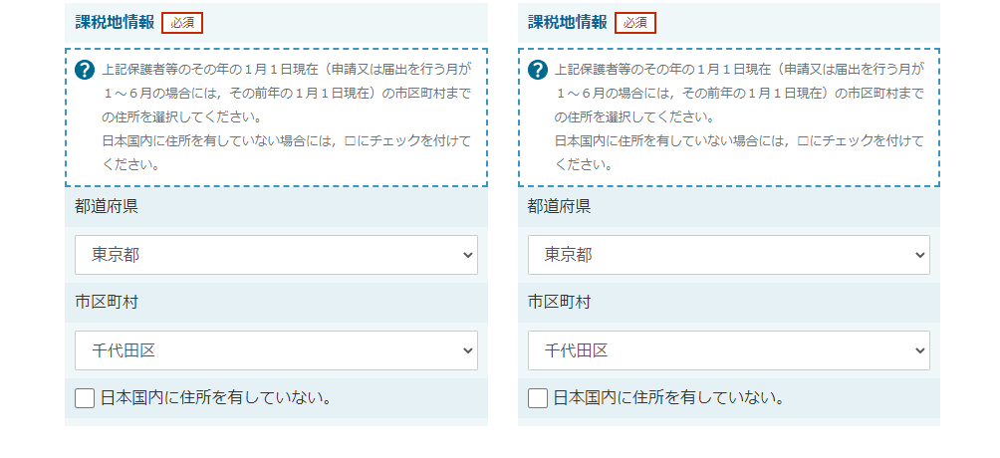 課税地情報 必須
上記保護者等のその年の１月１日現在（申請又は届出を行う月が
１～６月の場合には，その前年の１月１日現在）の市区町村まで
の住所を選択してください。
日本国内に住所を有していない場合には，□にチェックを付けて
ください。
都道府県
東京都
市区町村
千代田区
日本国内に住所を有していない。
課税地情報 必須
上記保護者等のその年の１月１日現在（申請又は届出を行う月が
１～６月の場合には，その前年の１月１日現在）の市区町村まで
の住所を選択してください。
日本国内に住所を有していない場合には，□にチェックを付けて
ください。
都道府県
東京都
市区町村
千代田区
日本国内に住所を有していない。